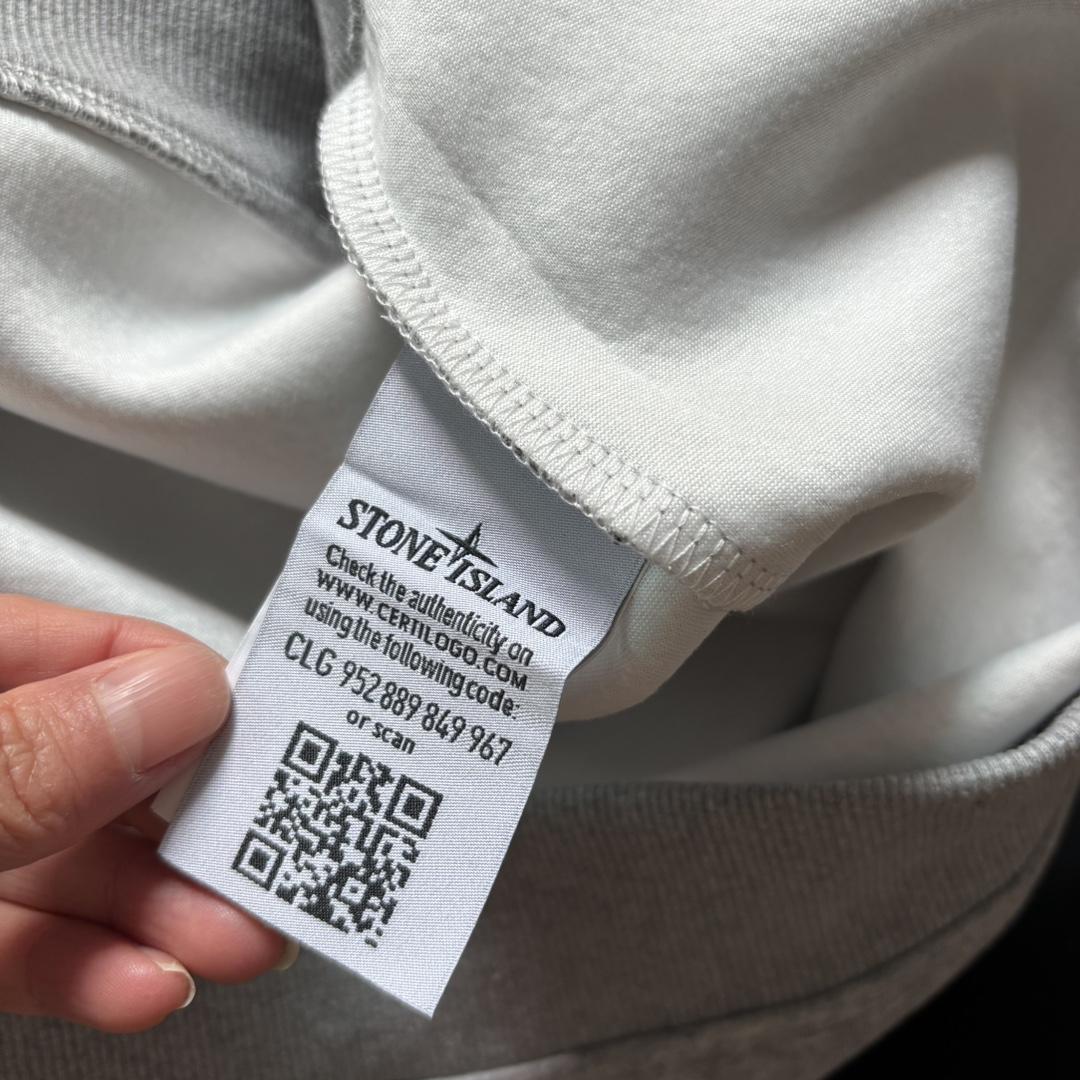 STONE ISLAND
Check the authenticity on
WWW.CERTILOGO.COM
using the following code:
CLG 952 889 849 967
or scan